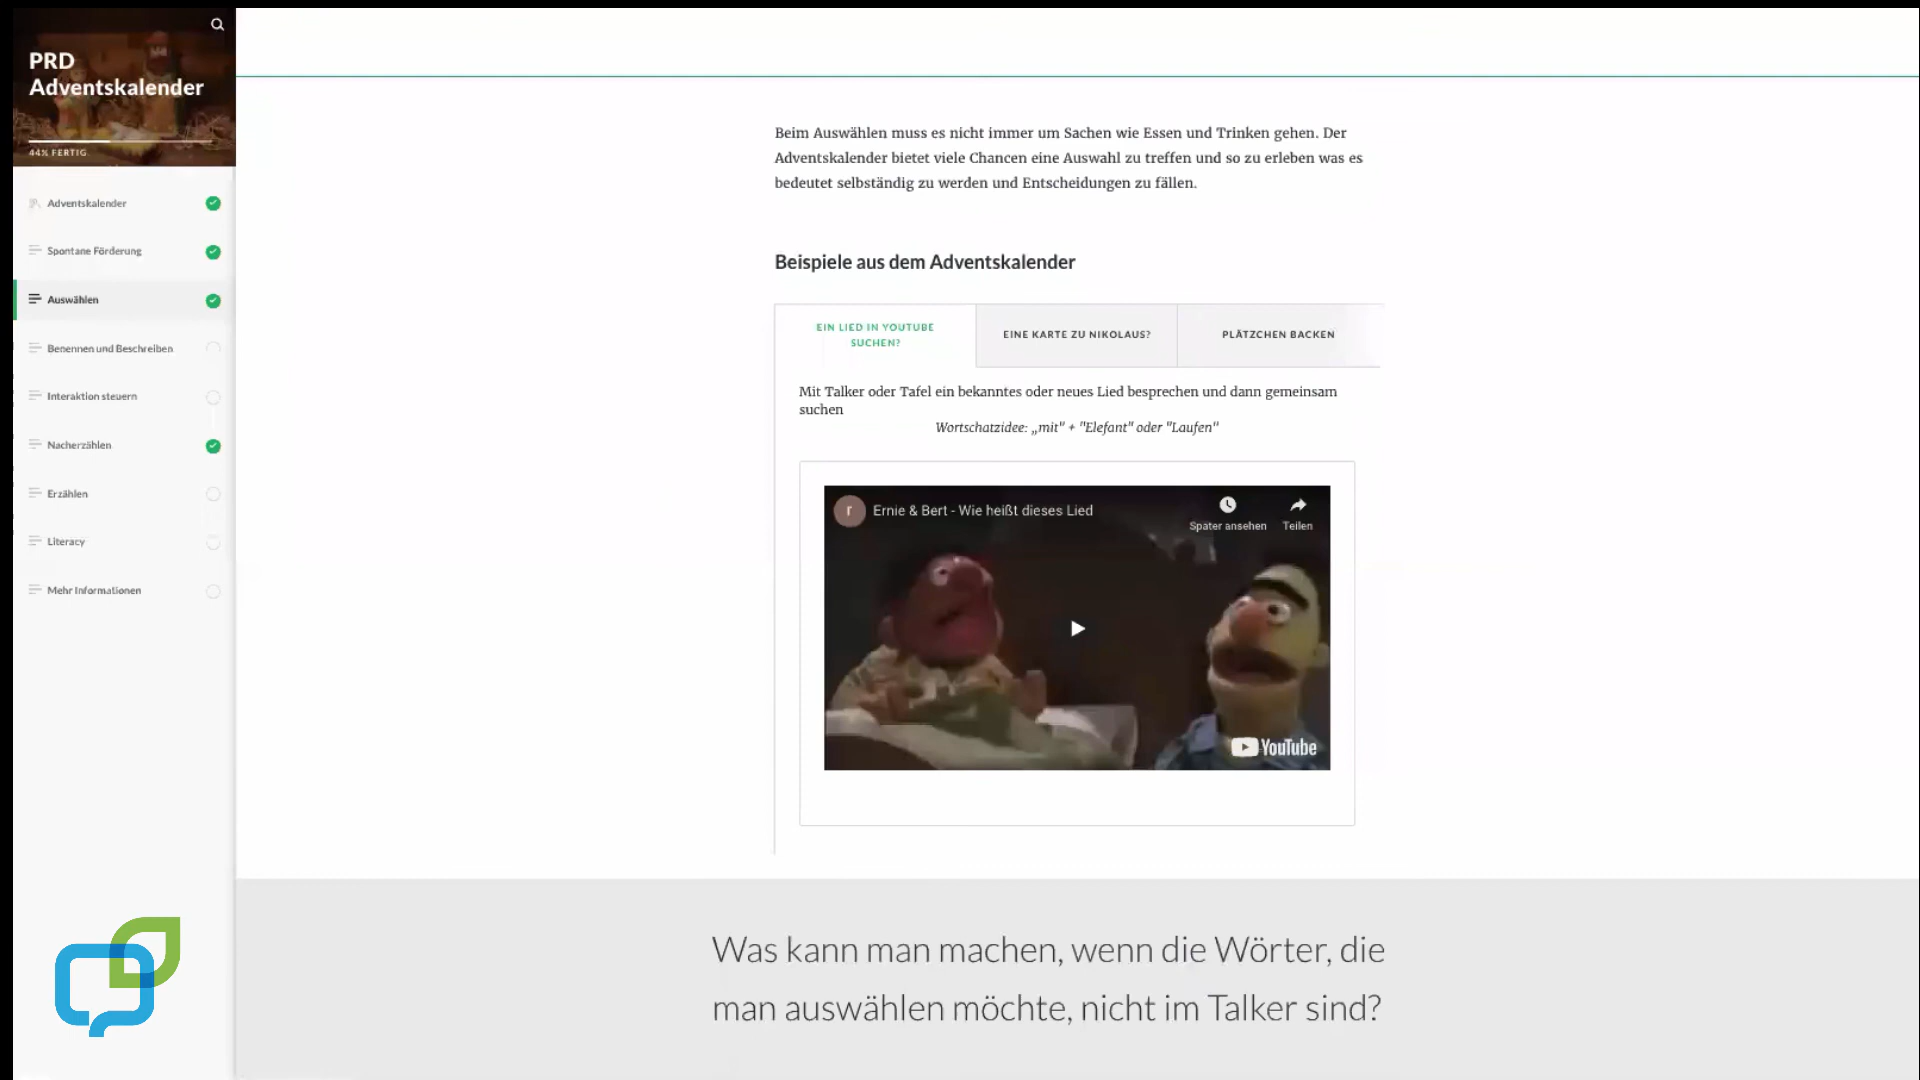 PRD
Adventskalender
44% FERTIG
Adventskalender
Spontane Förderung
Auswählen
Benennen und Beschreiben
Interaktion steuern
Nacherzählen
Erzählen
Literacy
Mehr Informationen
Beim Auswählen muss es nicht immer um Sachen wie Essen und Trinken gehen. Der
Adventskalender bietet viele Chancen eine Auswahl zu treffen und so zu erleben was es
bedeutet selbständig zu werden und Entscheidungen zu fällen.
Beispiele aus dem Adventskalender
EIN LIED IN YOUTUBE
SUCHEN?
EINE KARTE ZU NIKOLAUS?
PLÄTZCHEN BACKEN
Mit Talker oder Tafel ein bekanntes oder neues Lied besprechen und dann gemeinsam
suchen
Wortschatzidee: „mit" + "Elefant" oder "Laufen"
r
Ernie & Bert - Wie heißt dieses Lied
Später ansehen
Teilen
YouTube
Was kann man machen, wenn die Wörter, die
man auswählen möchte, nicht im Talker sind?